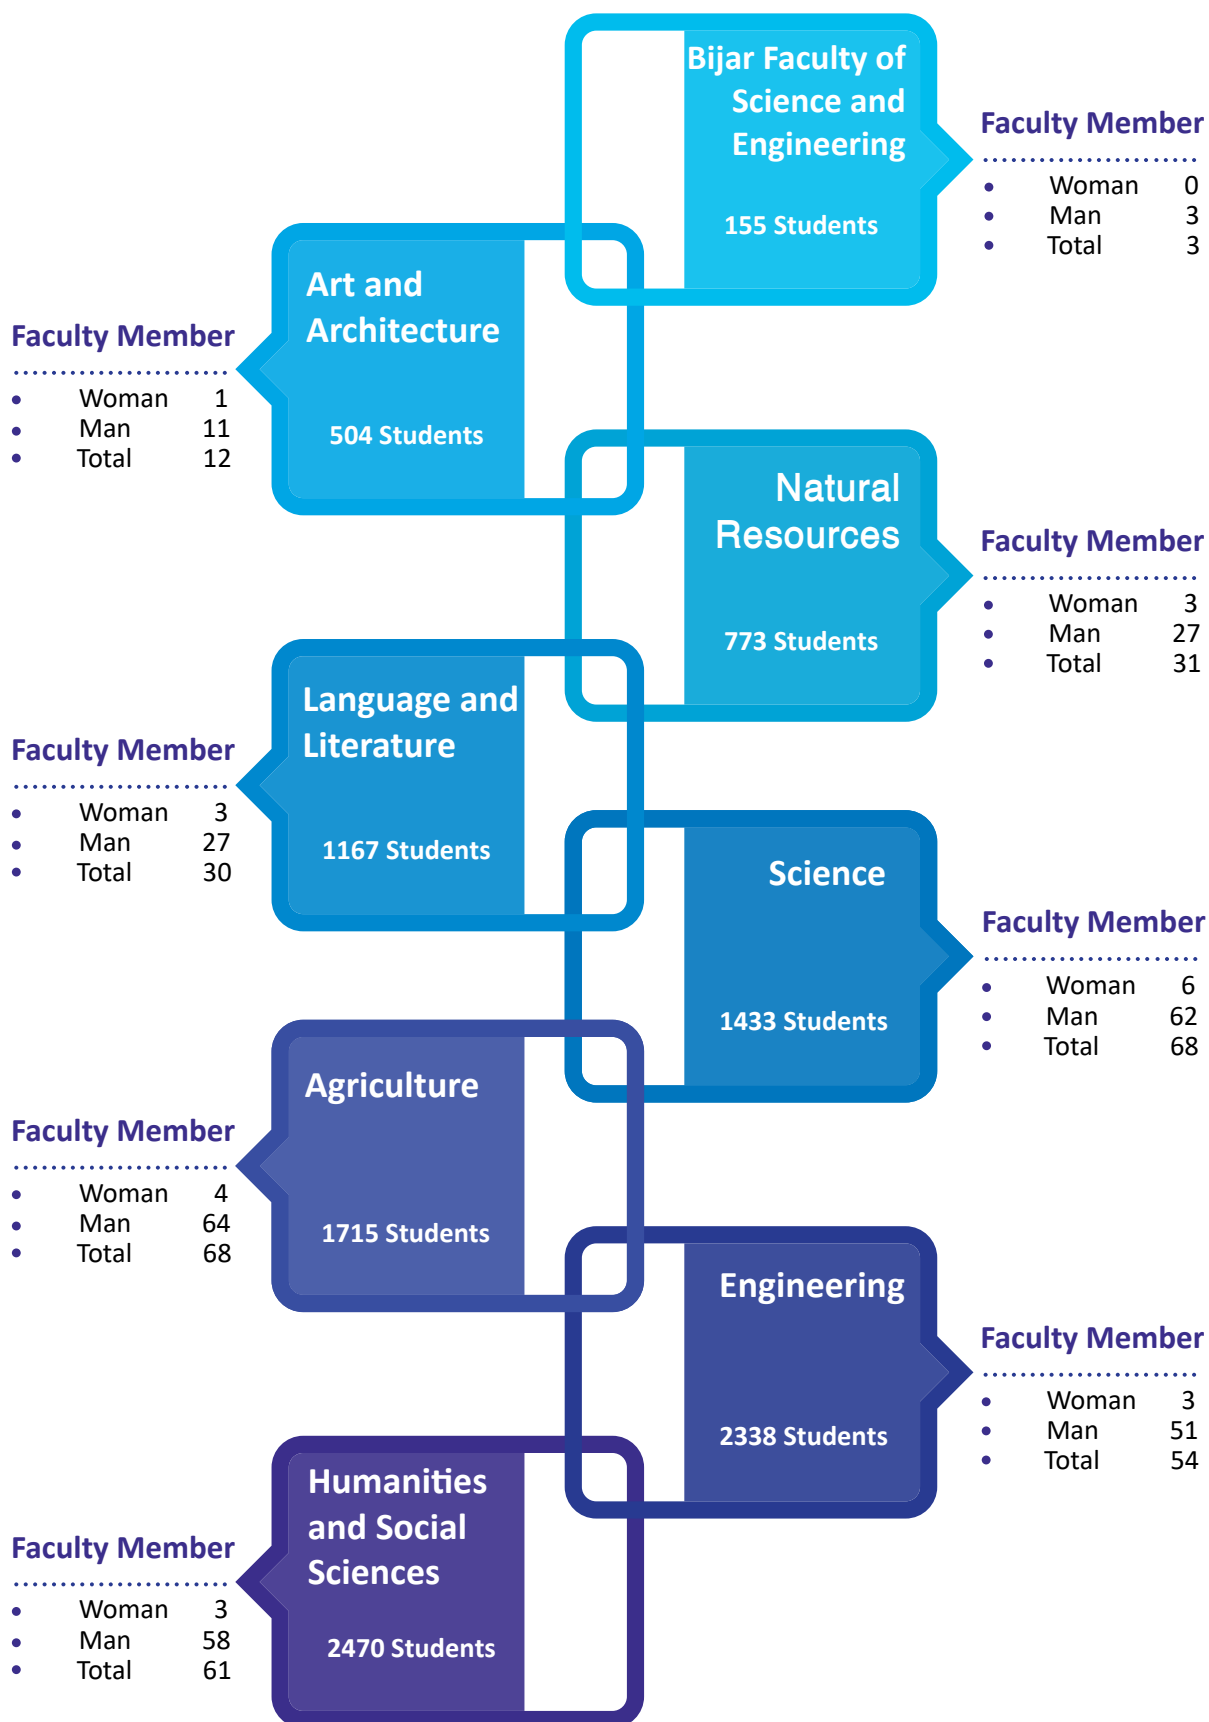 Bijar Faculty of
Science and
Engineering
155 Students
Faculty Member
• Woman 0
• Man 3
• Total 3
Art and
Architecture
504 Students
Faculty Member
• Woman 1
• Man 11
• Total 12
Natural
Resources
773 Students
Faculty Member
• Woman 3
• Man 27
• Total 31
Language and
Literature
1167 Students
Faculty Member
• Woman 3
• Man 27
• Total 30
Science
1433 Students
Faculty Member
• Woman 6
• Man 62
• Total 68
Agriculture
1715 Students
Faculty Member
• Woman 4
• Man 64
• Total 68
Engineering
2338 Students
Faculty Member
• Woman 3
• Man 51
• Total 54
Humanities
and Social
Sciences
2470 Students
Faculty Member
• Woman 3
• Man 58
• Total 61